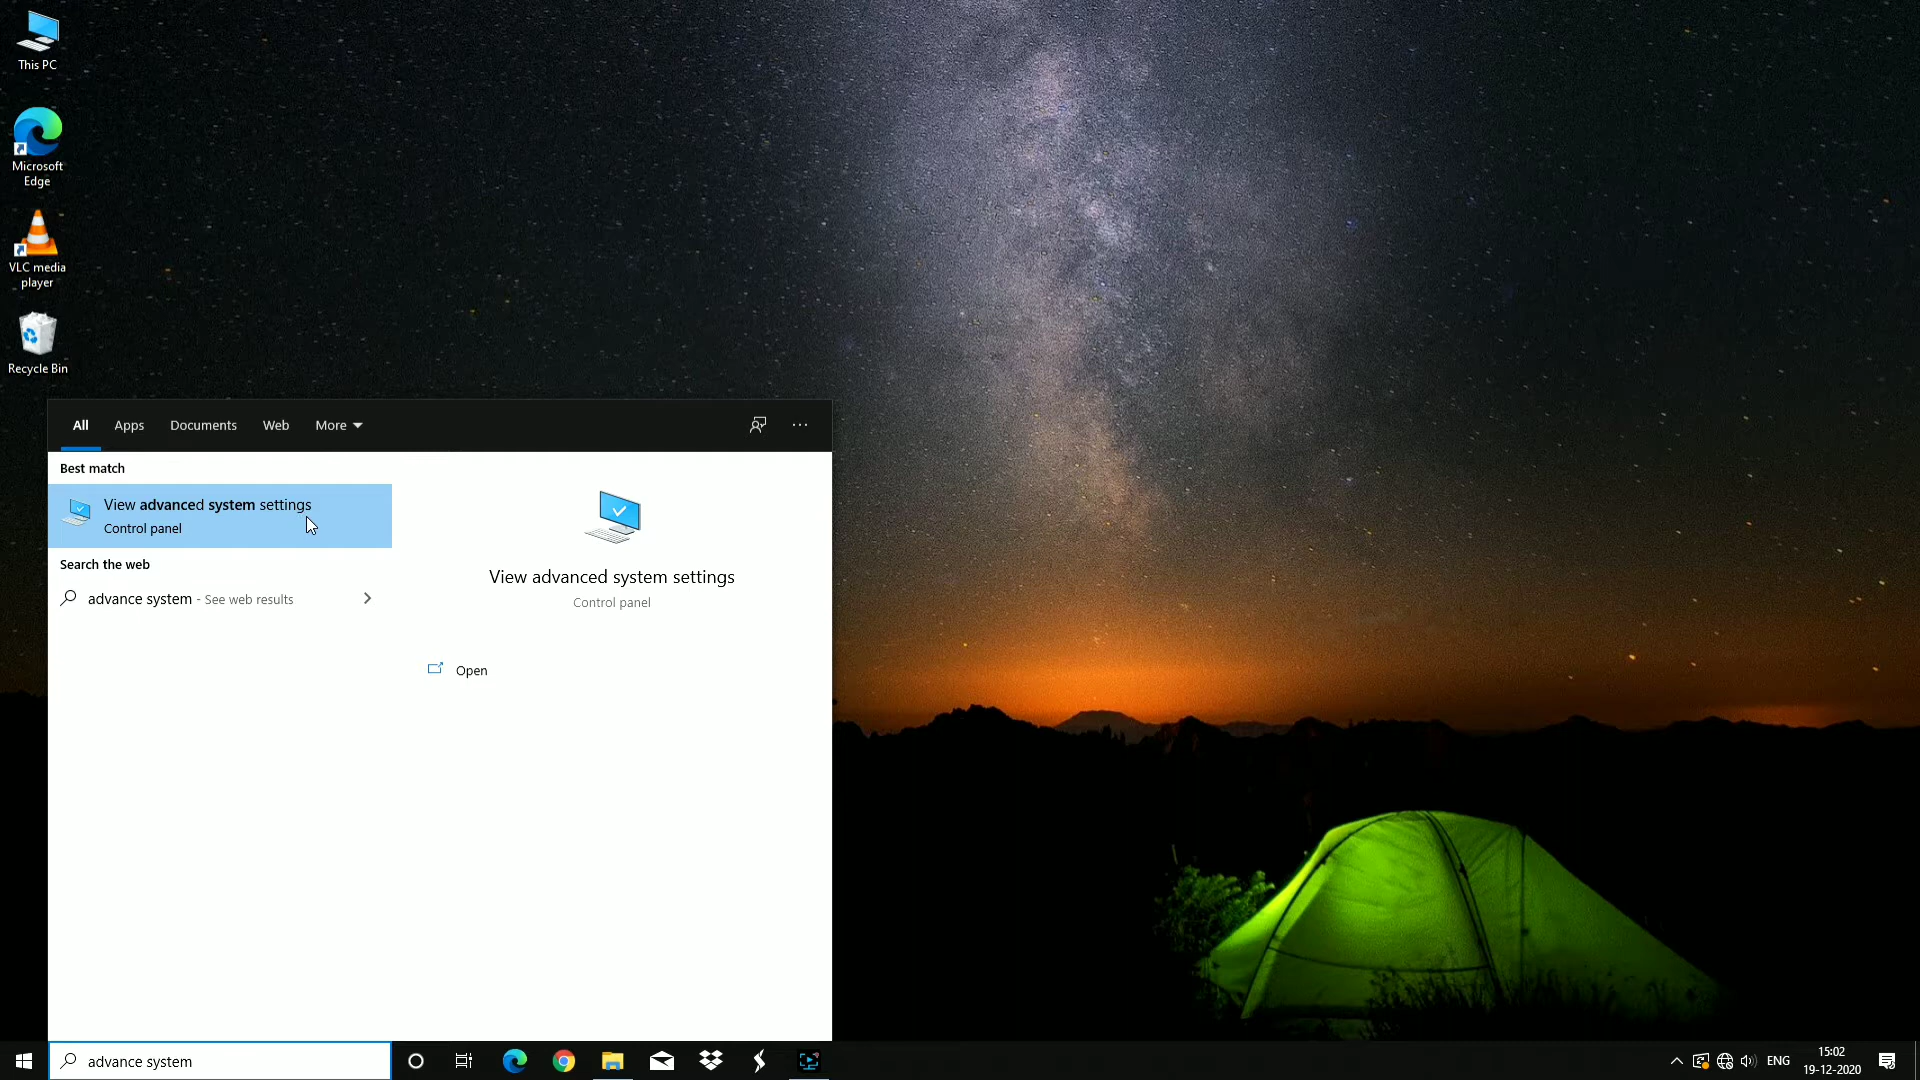 This PC
Microsoft
Edge
VLC media
player
Recycle Bin
All Apps Documents Web More
Best match
View advanced system settings
Control panel
Search the web
advance system - See web results
View advanced system settings
Control panel
Open
advance system
ENG
15:02
19-12-2020